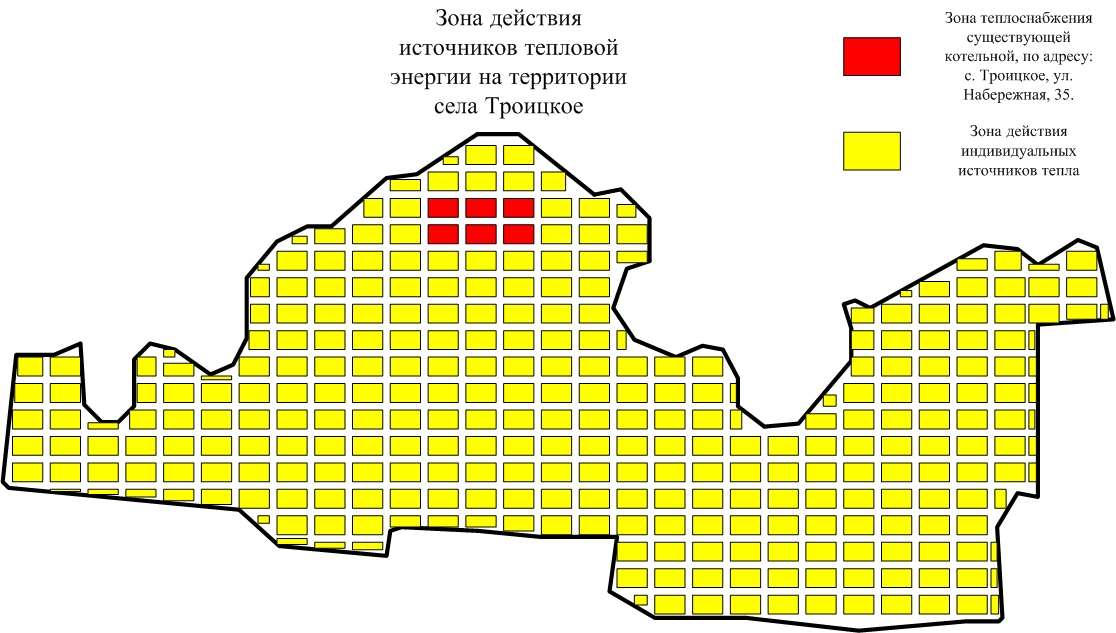 Зона действия
источников тепловой
энергии на территории
села Троицкое
Зона теплоснабжения
существующей
котельной, по адресу:
с. Троицкое, ул.
Набережная, 35.
Зона действия
индивидуальных
источников тепла